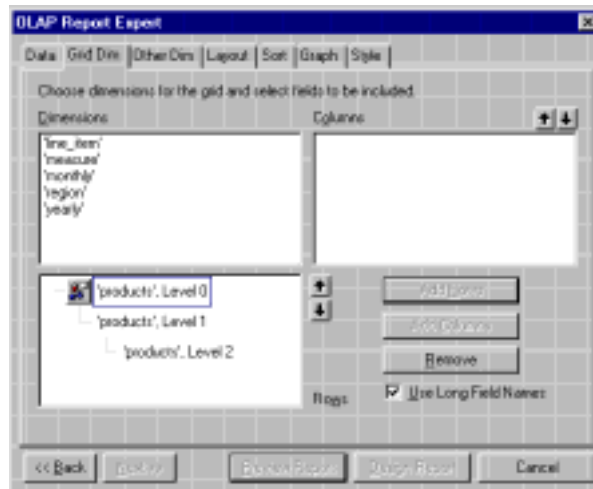 OLAP Report Expert
Data Grid Dim Other Dim Layout Sort Graph Style
Choose dimensions for the grid and select fields to be included.
Dimensions Columns
'line_item'
'measure'
'monthly'
'region'
'yearly'
'products', Level 0
'products', Level 1
'products', Level 2
Add Rows
Add Columns
Remove
Rows
Use Long Field Names
<< Back Next >> Preview Report Design Report Cancel